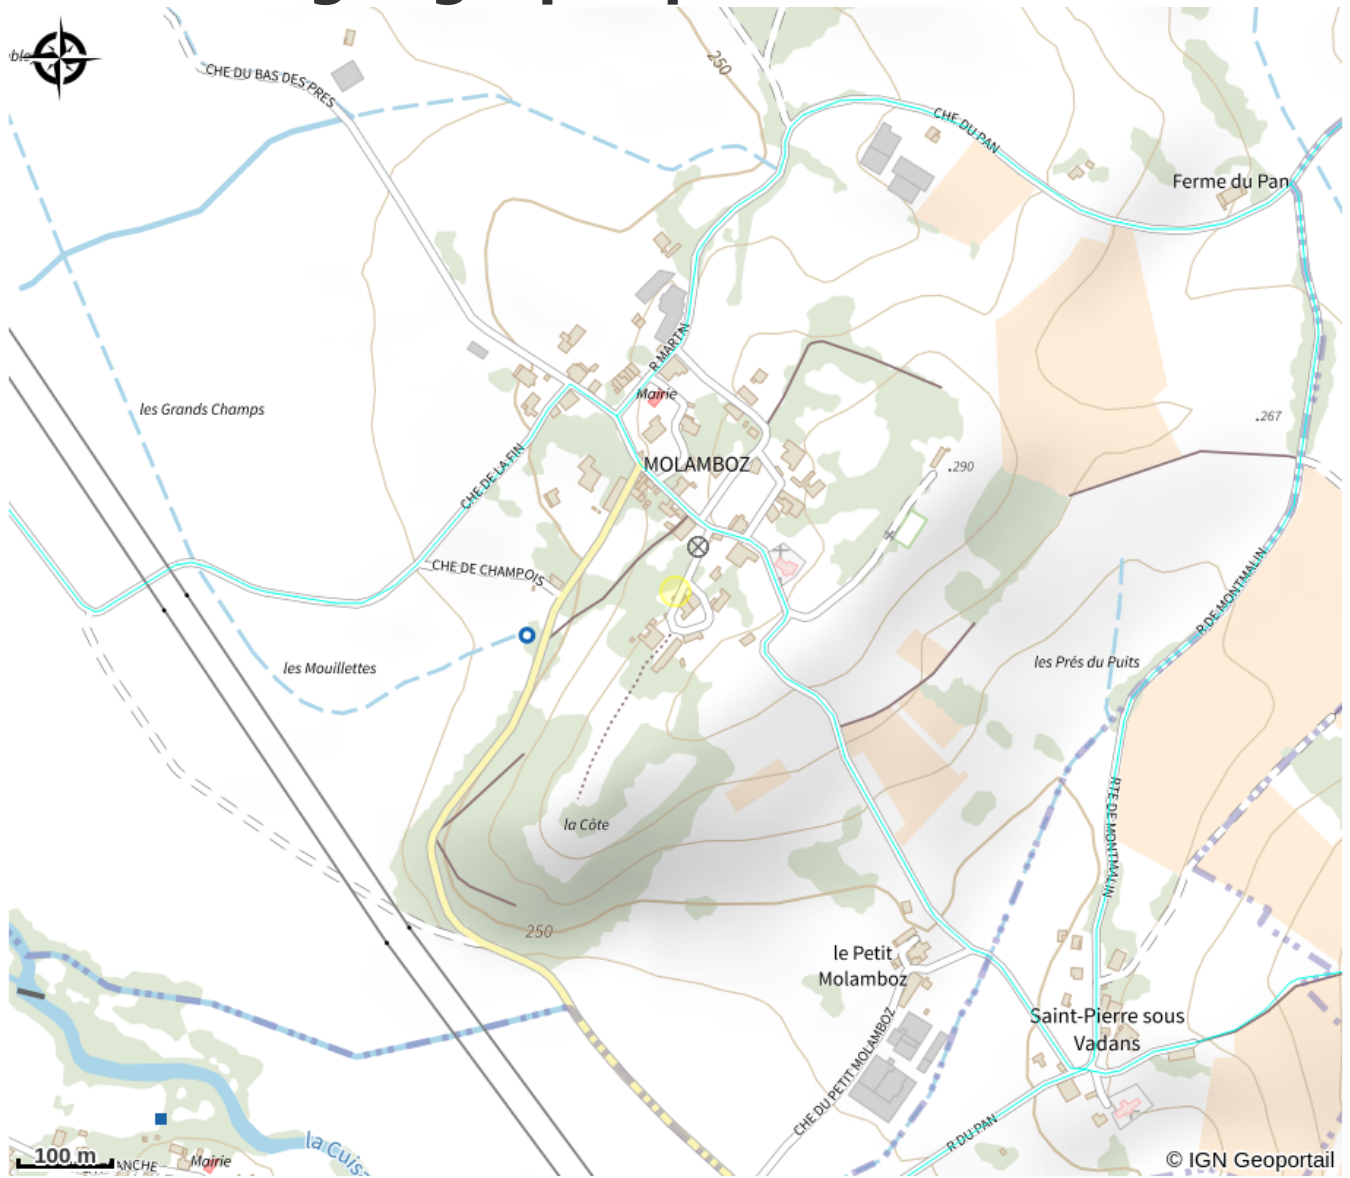 250
CHE DU BAS DES PRES
CHE DU PAN
Ferme du Pan
R MARTIN
Mairie
les Grands Champs
.267
MOLAMBOZ
.290
CHE DE LA FIN
CHE DE CHAMPOIS
R DE MONTMALIN
les Mouillettes
les Prés du Puits
RTE DE MONTMALIN
la Côte
250
le Petit
Molamboz
Saint-Pierre sous
Vadans
CHE DU PETIT MOLAMBOZ
R DU PAN
la Cuisa
100 m
Mairie
© IGN Geoportail